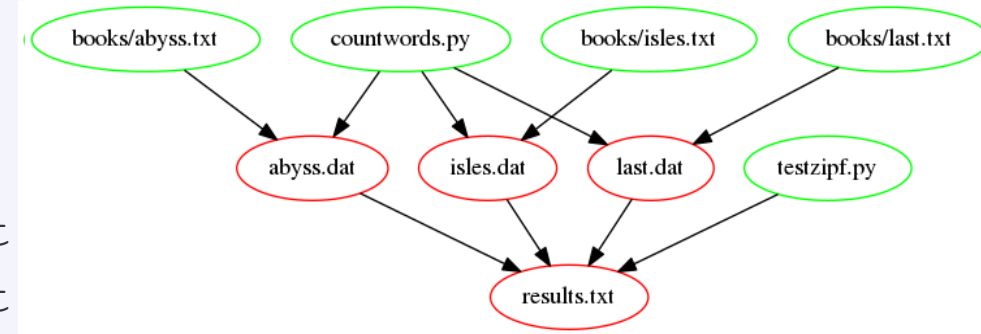 books/abyss.txt countwords.py books/isles.txt books/last.txt
abyss.dat isles.dat last.dat testzipf.py
results.txt